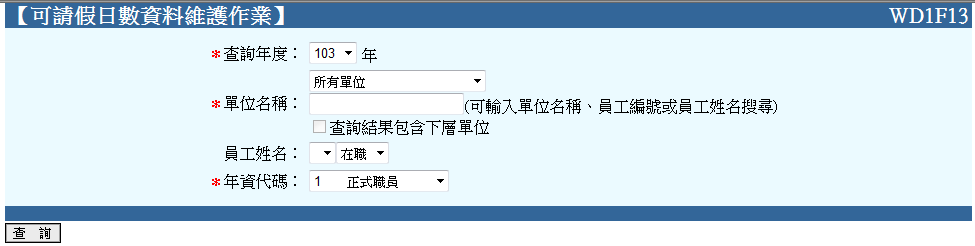 【可請假日數資料維護作業】 WD1F13
*查詢年度： 103 年
所有單位
*單位名稱： (可輸入單位名稱、員工編號或員工姓名搜尋)
查詢結果包含下層單位
員工姓名： 在職
*年資代碼： 1 正式職員
查 詢